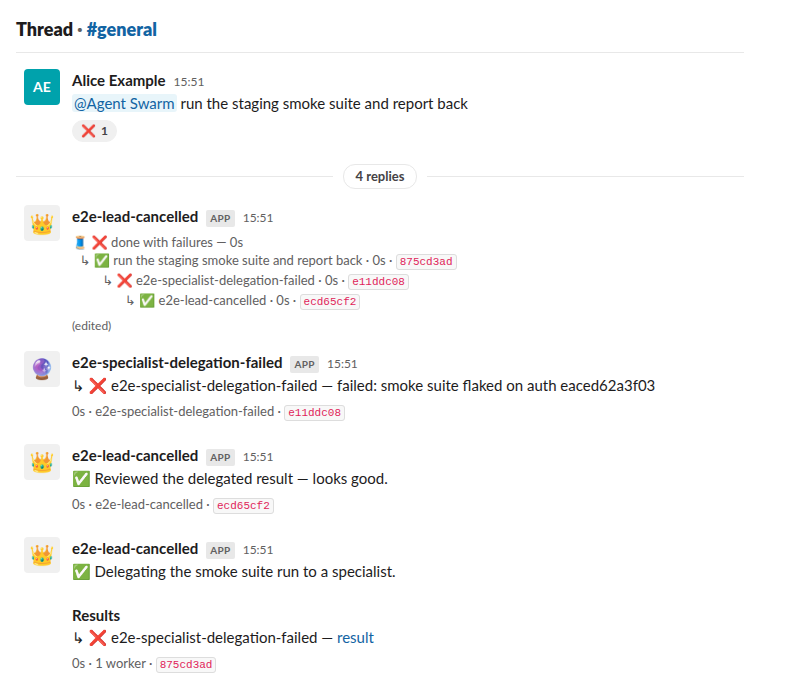 Thread • #general
AE
Alice Example 15:51
@Agent Swarm run the staging smoke suite and report back
❌ 1
4 replies
e2e-lead-cancelled APP 15:51
🧵 ❌ done with failures — 0s
↳ ✅ run the staging smoke suite and report back · 0s · 875cd3ad
↳ ❌ e2e-specialist-delegation-failed · 0s · e11ddc08
↳ ✅ e2e-lead-cancelled · 0s · ecd65cf2
(edited)
e2e-specialist-delegation-failed APP 15:51
↳ ❌ e2e-specialist-delegation-failed — failed: smoke suite flaked on auth eaced62a3f03
0s · e2e-specialist-delegation-failed · e11ddc08
e2e-lead-cancelled APP 15:51
✅ Reviewed the delegated result — looks good.
0s · e2e-lead-cancelled · ecd65cf2
e2e-lead-cancelled APP 15:51
✅ Delegating the smoke suite run to a specialist.
Results
↳ ❌ e2e-specialist-delegation-failed — result
0s · 1 worker · 875cd3ad